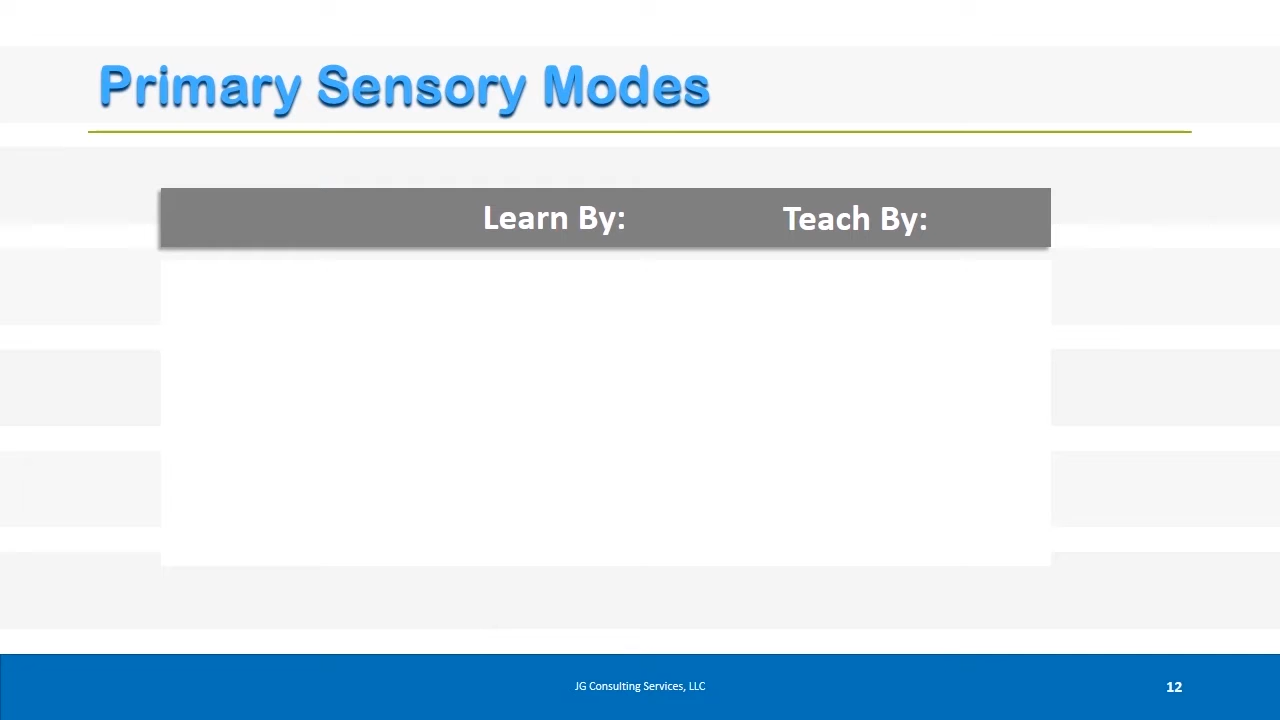 Primary Sensory Modes
Learn By: Teach By:
JG Consulting Services, LLC
12